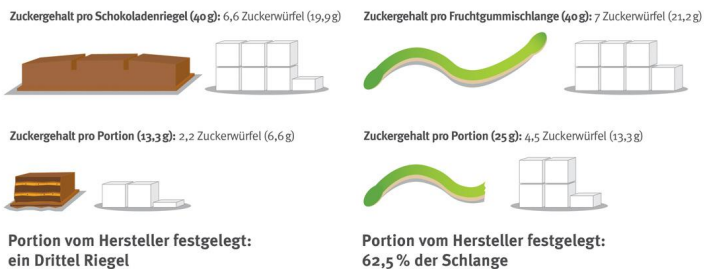 Zuckergehalt pro Schokoladenriegel (40 g): 6,6 Zuckerwürfel (19,9 g)
Zuckergehalt pro Fruchtgummischlange (40 g): 7 Zuckerwürfel (21,2 g)
Zuckergehalt pro Portion (13,3 g): 2,2 Zuckerwürfel (6,6 g)
Zuckergehalt pro Portion (25 g): 4,5 Zuckerwürfel (13,3 g)
Portion vom Hersteller festgelegt:
ein Drittel Riegel
Portion vom Hersteller festgelegt:
62,5 % der Schlange